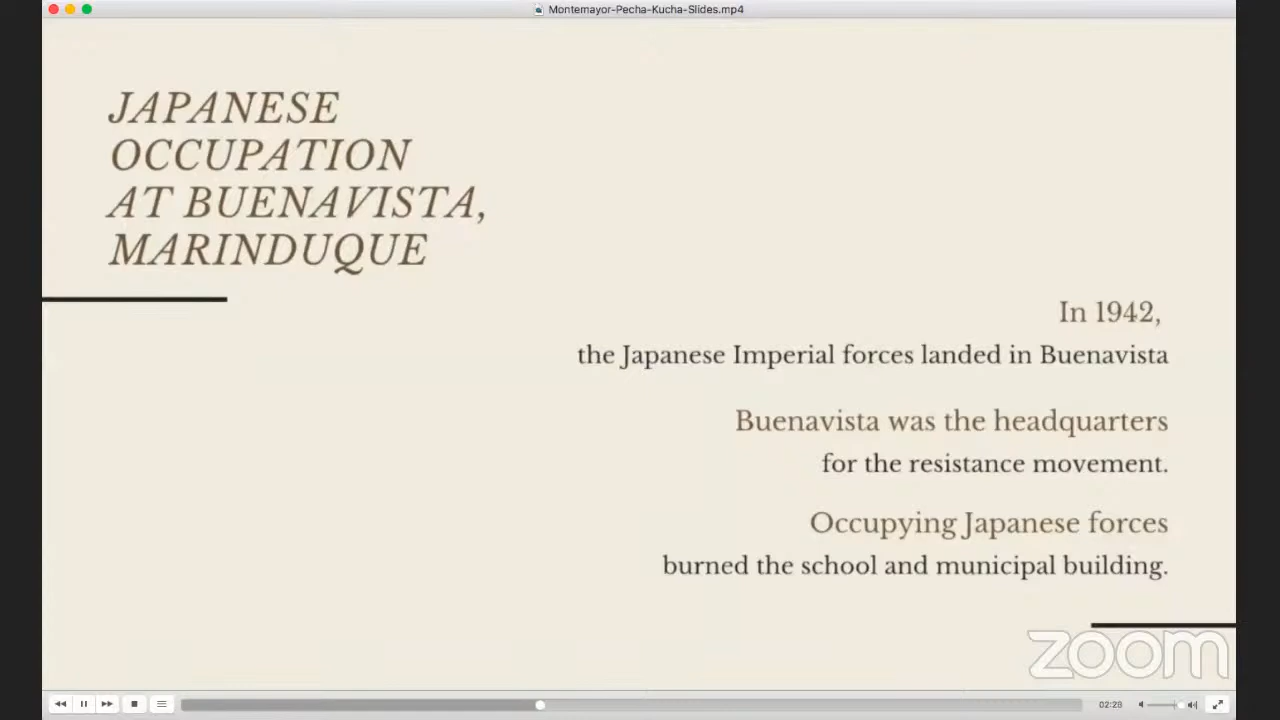 Montemayor-Pecha-Kucha-Slides.mp4
JAPANESE
OCCUPATION
AT BUENAVISTA,
MARINDUQUE
In 1942,
the Japanese Imperial forces landed in Buenavista
Buenavista was the headquarters
for the resistance movement.
Occupying Japanese forces
burned the school and municipal building.
zoom
02:28